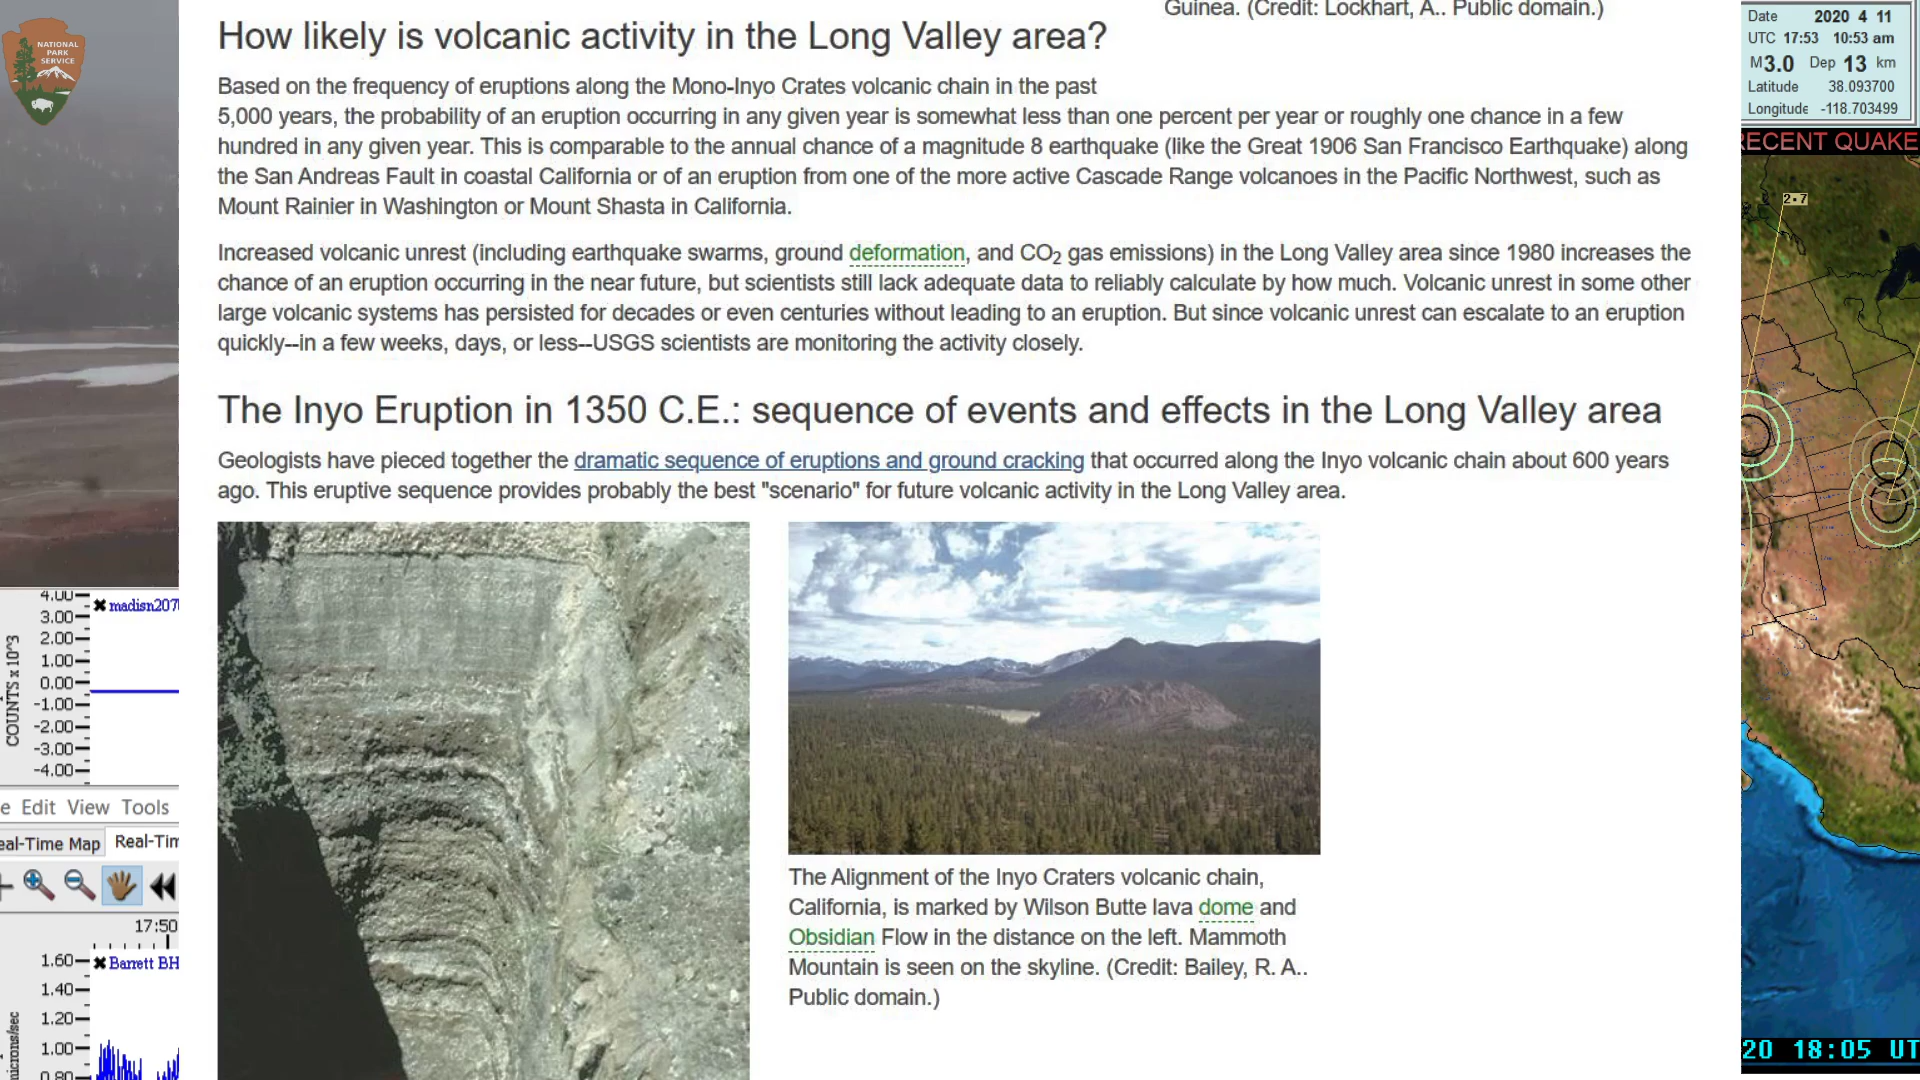 Guinea. (Credit: Lockhart, A.. Public domain.)
How likely is volcanic activity in the Long Valley area?
Based on the frequency of eruptions along the Mono-Inyo Crates volcanic chain in the past
5,000 years, the probability of an eruption occurring in any given year is somewhat less than one percent per year or roughly one chance in a few
hundred in any given year. This is comparable to the annual chance of a magnitude 8 earthquake (like the Great 1906 San Francisco Earthquake) along
the San Andreas Fault in coastal California or of an eruption from one of the more active Cascade Range volcanoes in the Pacific Northwest, such as
Mount Rainier in Washington or Mount Shasta in California.
Increased volcanic unrest (including earthquake swarms, ground deformation, and CO2 gas emissions) in the Long Valley area since 1980 increases the
chance of an eruption occurring in the near future, but scientists still lack adequate data to reliably calculate by how much. Volcanic unrest in some other
large volcanic systems has persisted for decades or even centuries without leading to an eruption. But since volcanic unrest can escalate to an eruption
quickly--in a few weeks, days, or less--USGS scientists are monitoring the activity closely.
The Inyo Eruption in 1350 C.E.: sequence of events and effects in the Long Valley area
Geologists have pieced together the dramatic sequence of eruptions and ground cracking that occurred along the Inyo volcanic chain about 600 years
ago. This eruptive sequence provides probably the best "scenario" for future volcanic activity in the Long Valley area.
The Alignment of the Inyo Craters volcanic chain,
California, is marked by Wilson Butte lava dome and
Obsidian Flow in the distance on the left. Mammoth
Mountain is seen on the skyline. (Credit: Bailey, R. A..
Public domain.)
NATIONAL
PARK
SERVICE
4.00
3.00
2.00
1.00
0.00
-1.00
-2.00
-3.00
-4.00
COUNTS x 10^3
madisn207
e Edit View Tools
eal-Time Map Real-Tim
17:50
1.60
1.40
1.20
1.00
0.80
Barrett BH
microns/sec
Date 2020 4 11
UTC 17:53 10:53 am
M3.0 Dep 13 km
Latitude 38.093700
Longitude -118.703499
RECENT QUAKE
2.7
20 18:05 UT